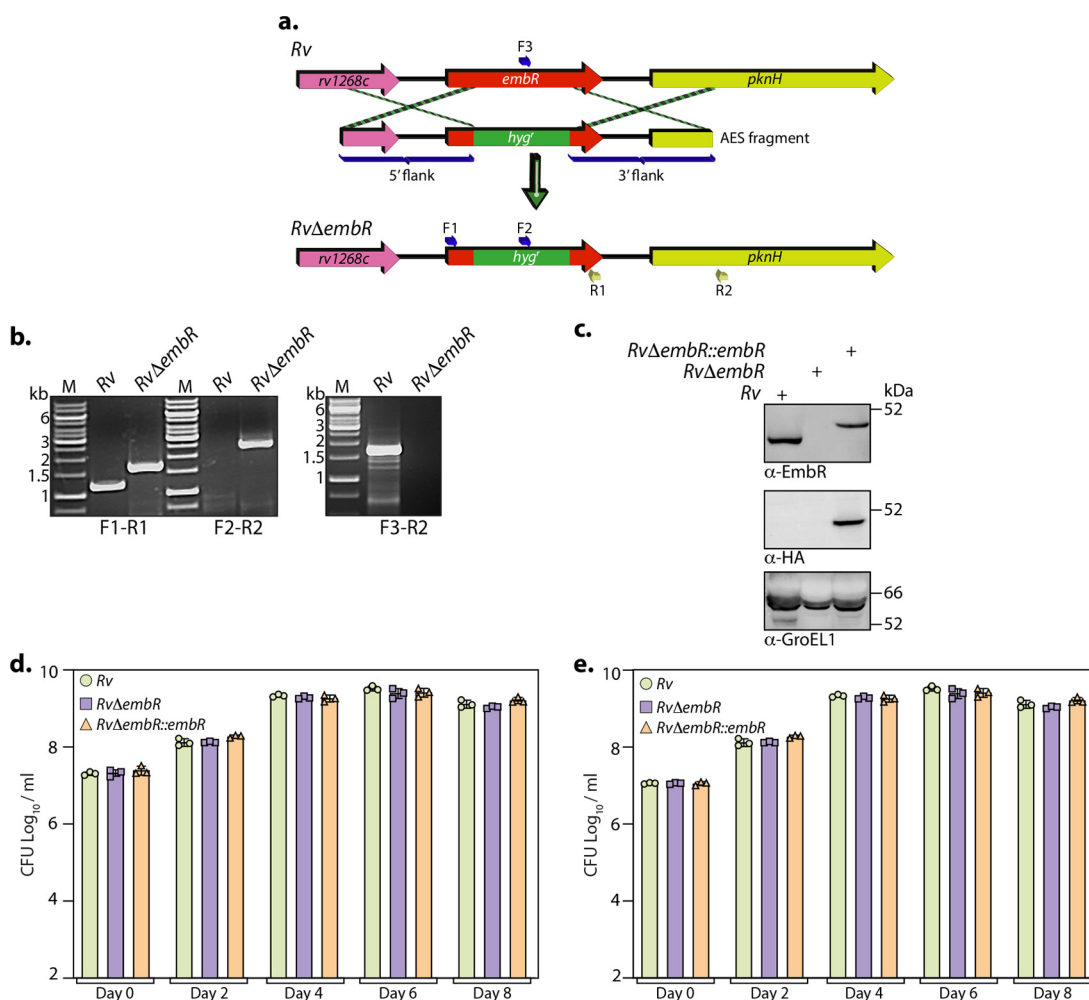 a.
Rv
F3
rv1268c
embR
pknH
hygʳ
AES fragment
5’ flank
3’ flank
RvΔembR
F1
F2
rv1268c
hygʳ
pknH
R1
R2
b.
kb
M
Rv
RvΔembR
M
Rv
RvΔembR
6
3
2
1.5
1
F1-R1
F2-R2
kb
M
Rv
RvΔembR
6
3
2
1.5
1
F3-R2
c.
RvΔembR::embR +
RvΔembR +
Rv +
kDa
52
α-EmbR
52
α-HA
66
52
α-GroEL1
d.
CFU Log₁₀/ ml
10
8
6
4
2
Rv
RvΔembR
RvΔembR::embR
Day 0
Day 2
Day 4
Day 6
Day 8
e.
CFU Log₁₀/ ml
10
8
6
4
2
Rv
RvΔembR
RvΔembR::embR
Day 0
Day 2
Day 4
Day 6
Day 8